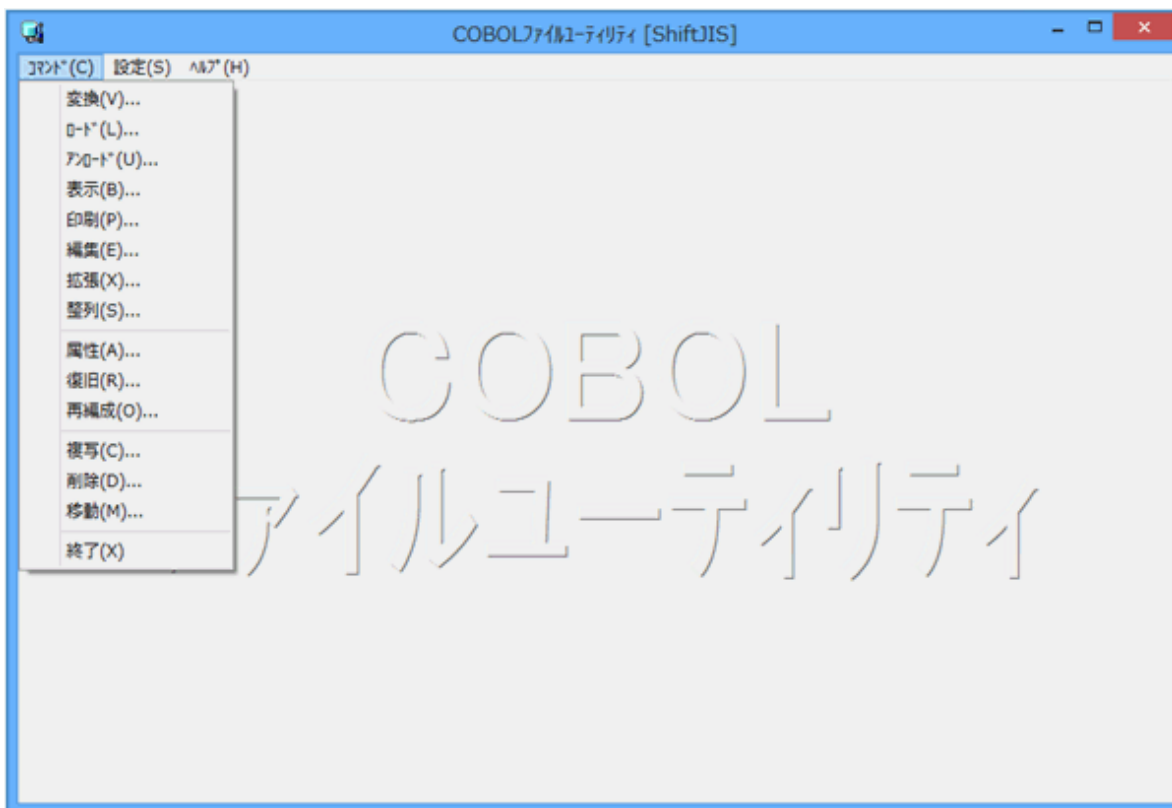 COBOLﾌｧｲﾙﾕｰﾃｨﾘﾃｨ [ShiftJIS]
ｺﾏﾝﾄﾞ(C) 設定(S) ﾍﾙﾌﾟ(H)
変換(V)...
ﾛｰﾄﾞ(L)...
ｱﾝﾛｰﾄﾞ(U)...
表示(B)...
印刷(P)...
編集(E)...
拡張(X)...
整列(S)...
属性(A)...
復旧(R)...
再編成(O)...
複写(C)...
削除(D)...
移動(M)...
終了(X)
COBOL
ァイルユーティリティ